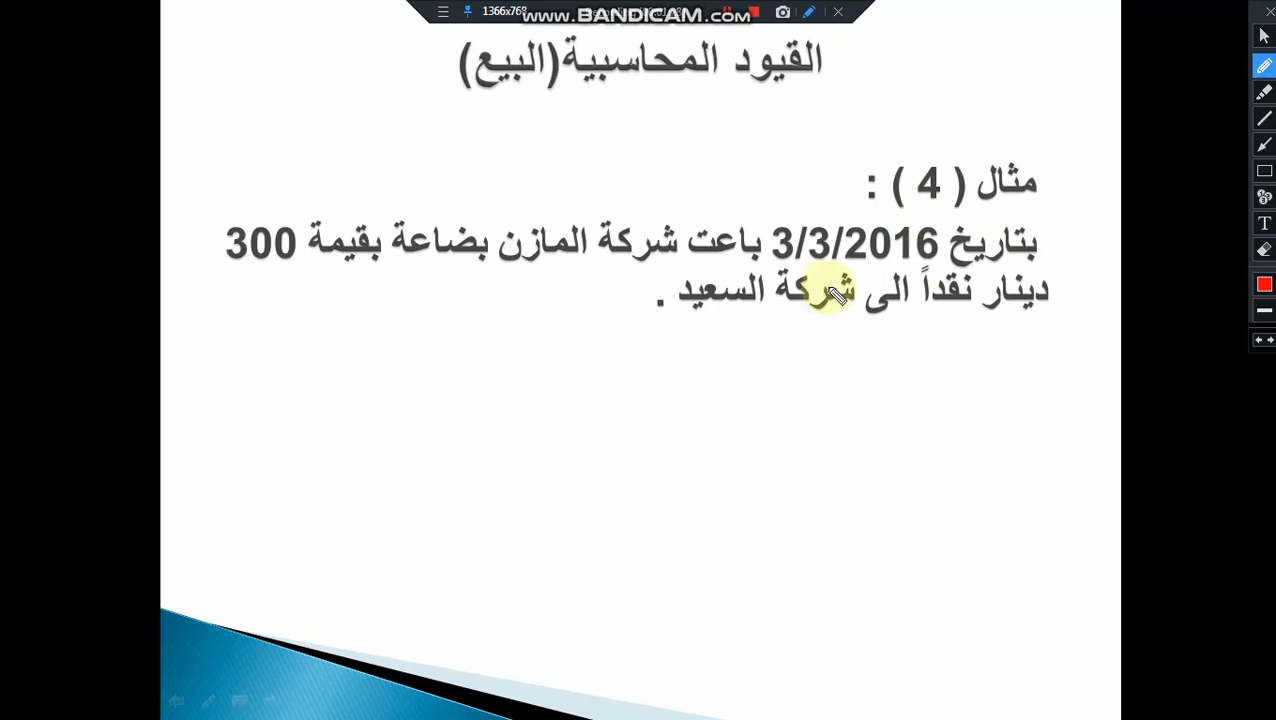 1366x768
www.BANDICAM.com
القيود المحاسبية(البيع)
مثال ( 4 ) :
بتاريخ 3/3/2016 باعت شركة المازن بضاعة بقيمة 300
دينار نقداً الى شركة السعيد .